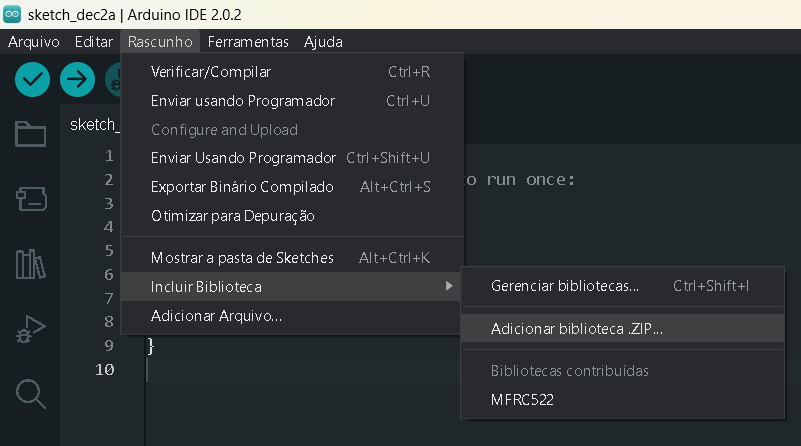 sketch_dec2a | Arduino IDE 2.0.2
Arquivo Editar Rascunho Ferramentas Ajuda
Verificar/Compilar Ctrl+R
Enviar usando Programador Ctrl+U
Configure and Upload
Enviar Usando Programador Ctrl+Shift+U
Exportar Binário Compilado Alt+Ctrl+S
Otimizar para Depuração
Mostrar a pasta de Sketches Alt+Ctrl+K
Incluir Biblioteca
Adicionar Arquivo...
Gerenciar bibliotecas... Ctrl+Shift+I
Adicionar biblioteca .ZIP...
Bibliotecas contribuídas
MFRC522
sketch_
1
2 to run once:
3
4
5
6
7
8
9 }
10